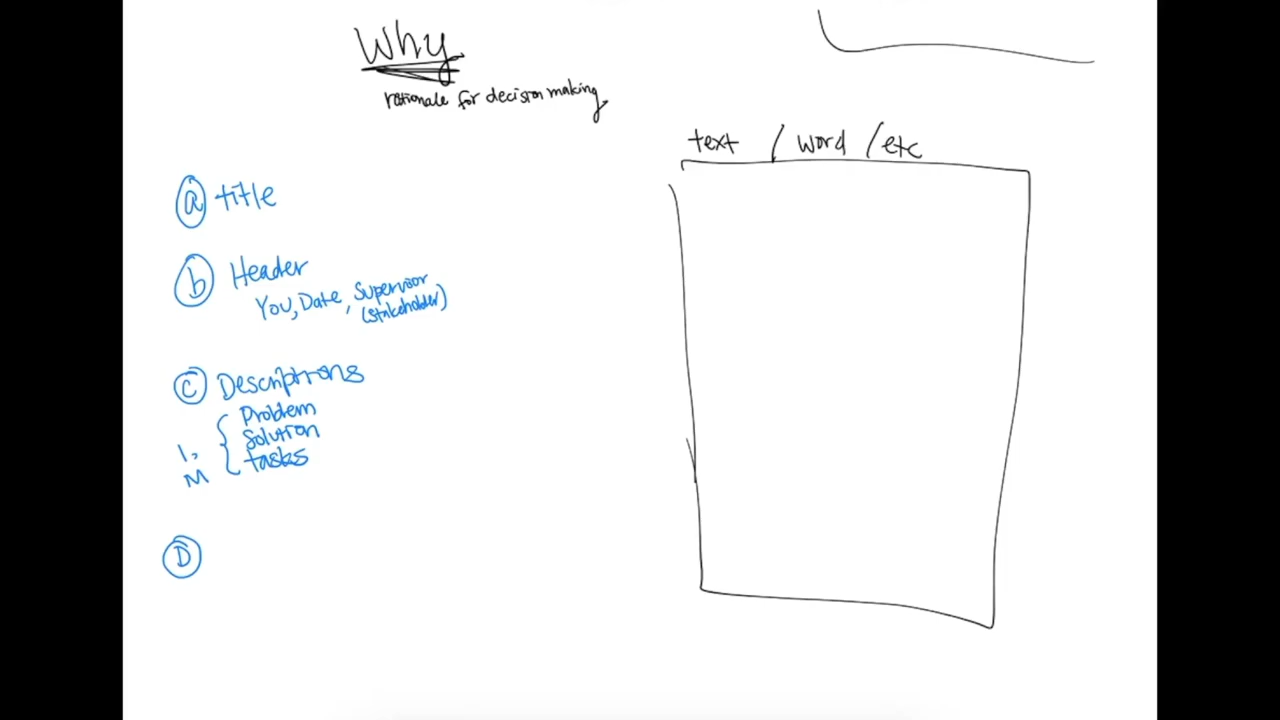 Why
rationale for decision making
text / word / etc
a title
b Header
You, Date, Supervisor
(stakeholder)
C Descriptions
Problem
Solution
tasks
1,
M
D